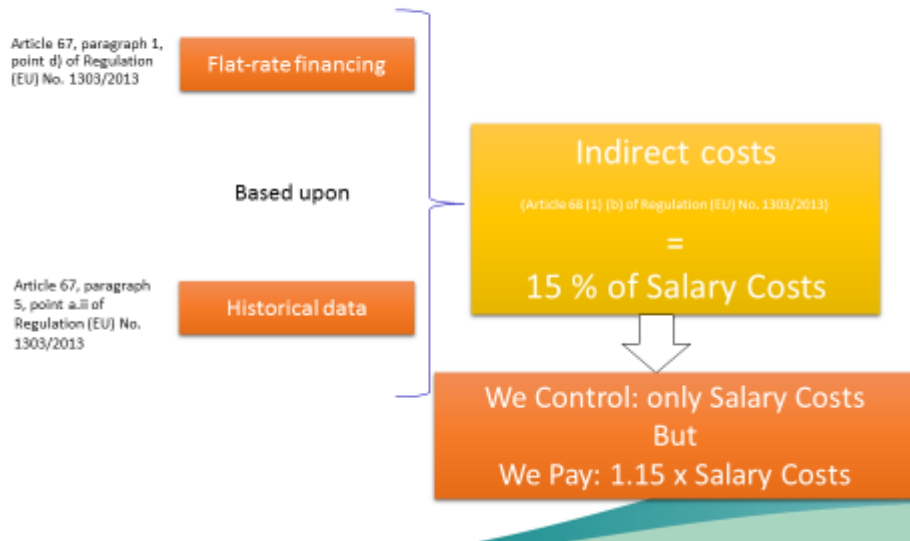 Article 67, paragraph 1,
point d) of Regulation
(EU) No. 1303/2013
Flat-rate financing
Based upon
Article 67, paragraph
5, point a.ii of
Regulation (EU) No.
1303/2013
Historical data
Indirect costs
(Article 68 (1) (b) of Regulation (EU) No. 1303/2013)
=
15 % of Salary Costs
We Control: only Salary Costs
But
We Pay: 1.15 x Salary Costs